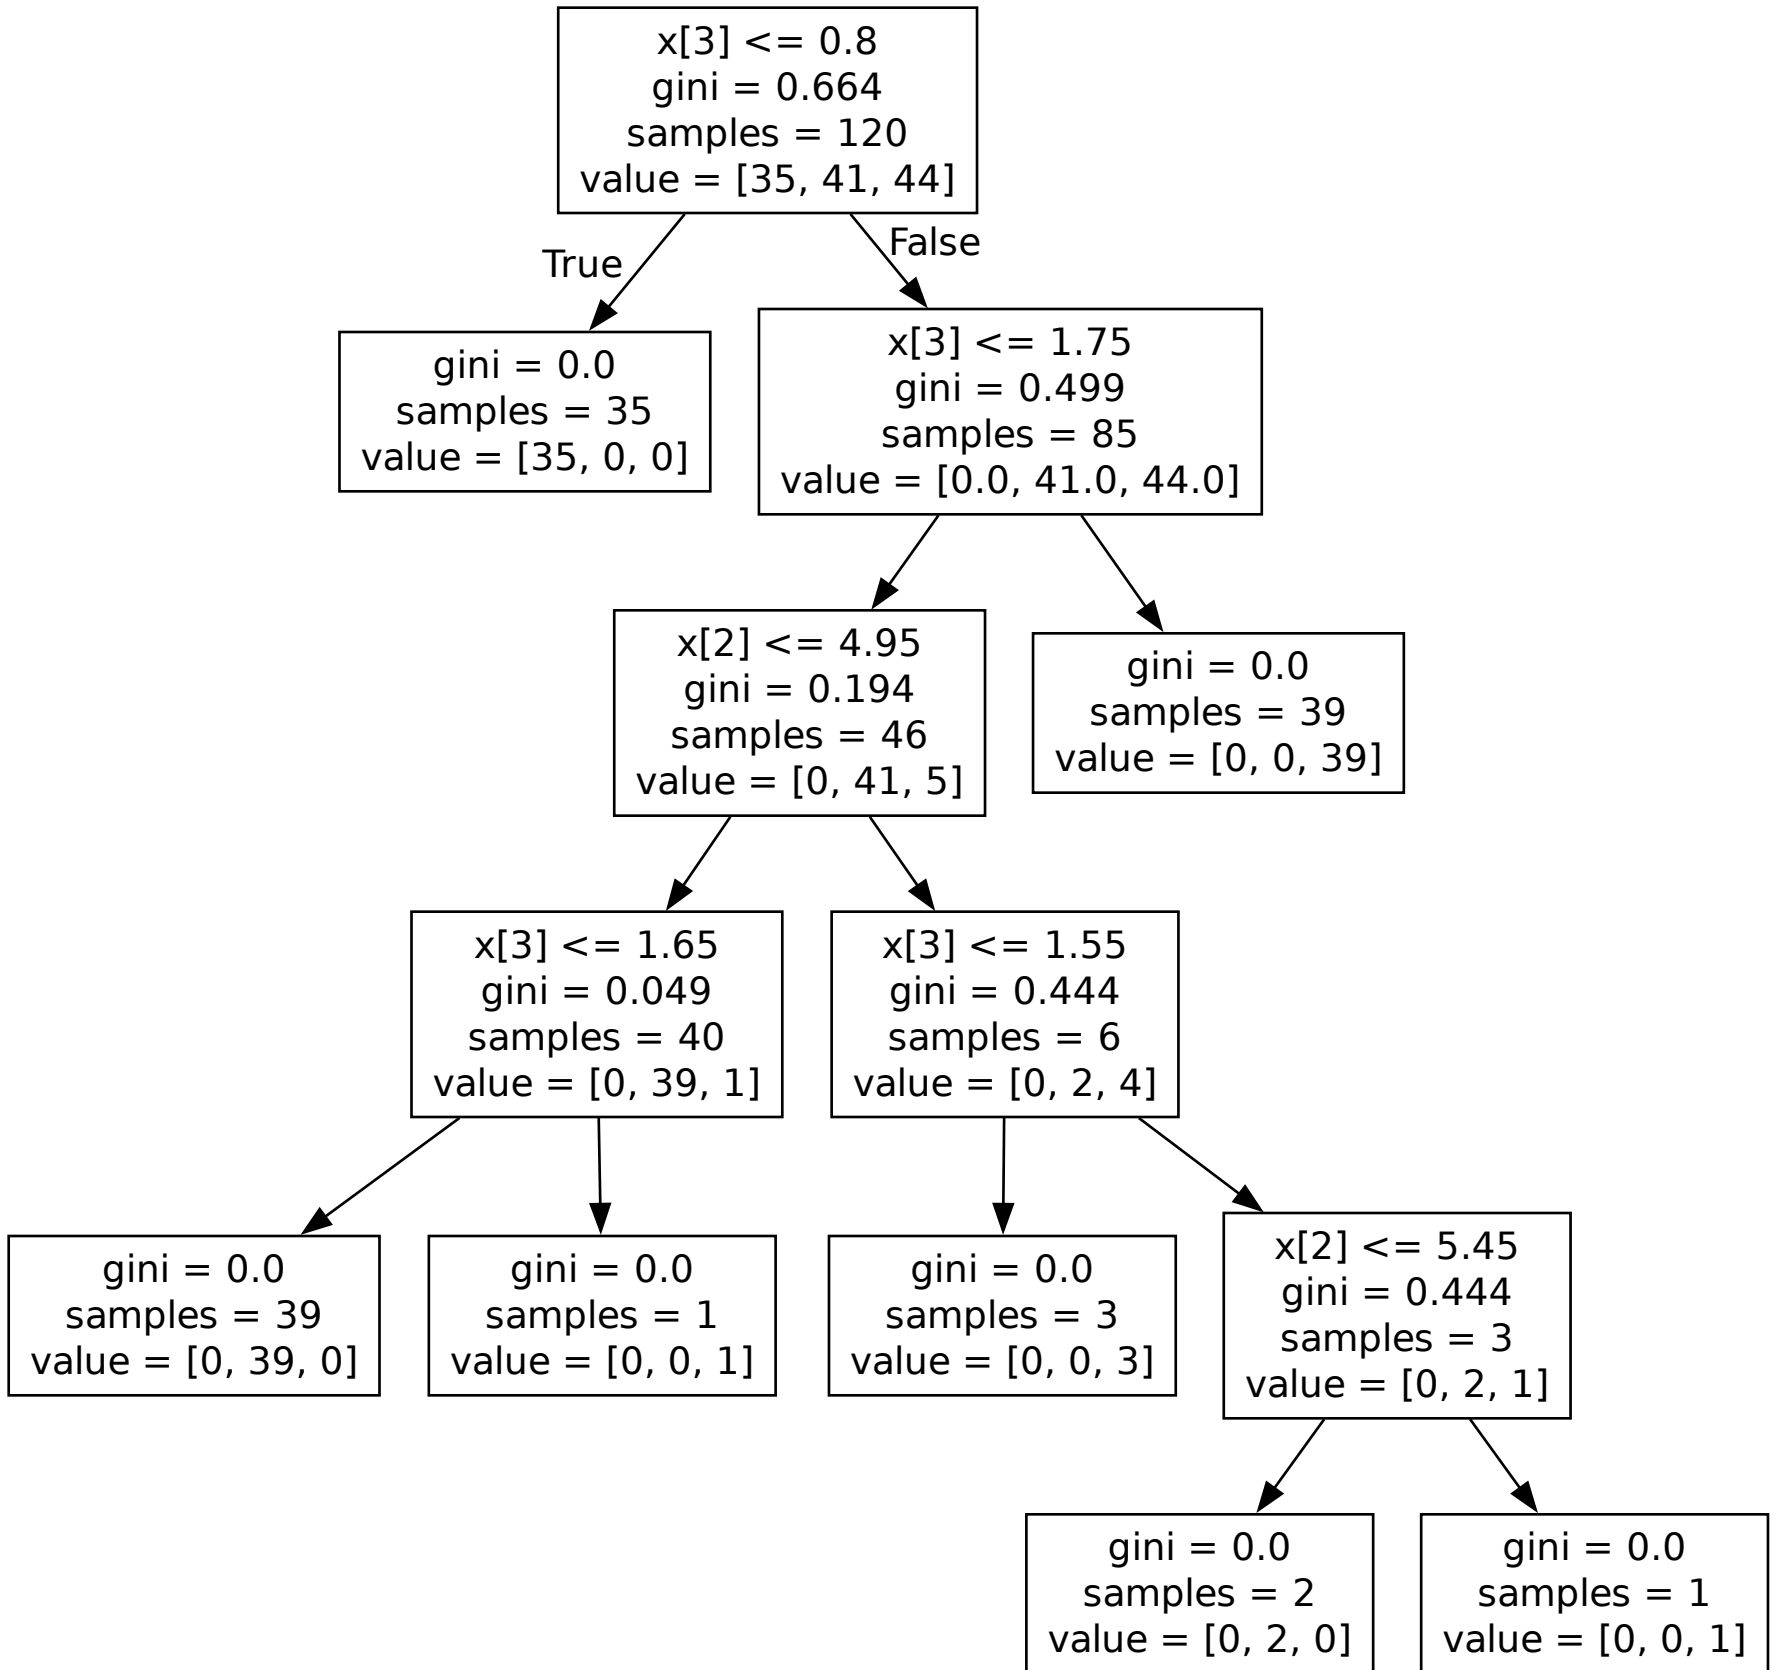 x[3] <= 0.8
gini = 0.664
samples = 120
value = [35, 41, 44]
True
False
gini = 0.0
samples = 35
value = [35, 0, 0]
x[3] <= 1.75
gini = 0.499
samples = 85
value = [0.0, 41.0, 44.0]
x[2] <= 4.95
gini = 0.194
samples = 46
value = [0, 41, 5]
gini = 0.0
samples = 39
value = [0, 0, 39]
x[3] <= 1.65
gini = 0.049
samples = 40
value = [0, 39, 1]
x[3] <= 1.55
gini = 0.444
samples = 6
value = [0, 2, 4]
gini = 0.0
samples = 39
value = [0, 39, 0]
gini = 0.0
samples = 1
value = [0, 0, 1]
gini = 0.0
samples = 3
value = [0, 0, 3]
x[2] <= 5.45
gini = 0.444
samples = 3
value = [0, 2, 1]
gini = 0.0
samples = 2
value = [0, 2, 0]
gini = 0.0
samples = 1
value = [0, 0, 1]